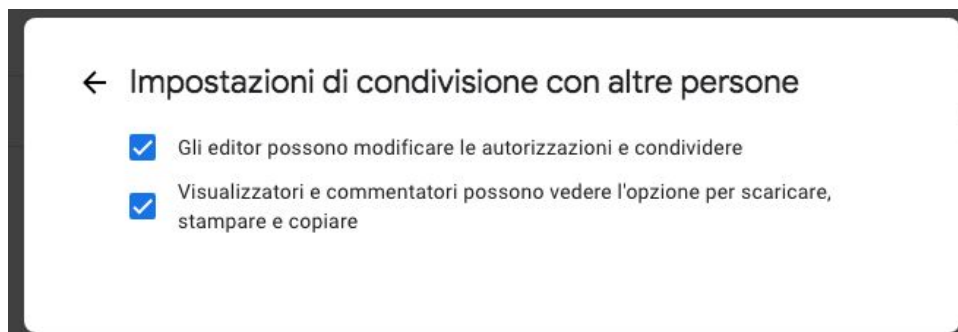 Impostazioni di condivisione con altre persone
Gli editor possono modificare le autorizzazioni e condividere
Visualizzatori e commentatori possono vedere l'opzione per scaricare,
stampare e copiare